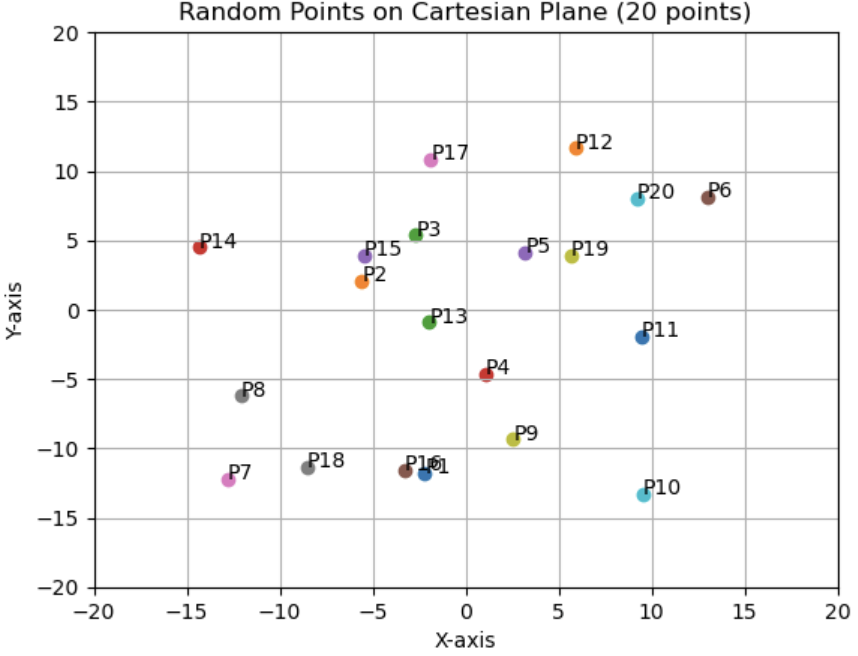 Random Points on Cartesian Plane (20 points)
20
15
10
5
0
−5
−10
−15
−20
Y-axis
P17
P12
P20
P6
P3
P14
P15
P5
P19
P2
P13
P11
P4
P8
P9
P18
P16
P1
P7
P10
−20
−15
−10
−5
0
5
10
15
20
X-axis